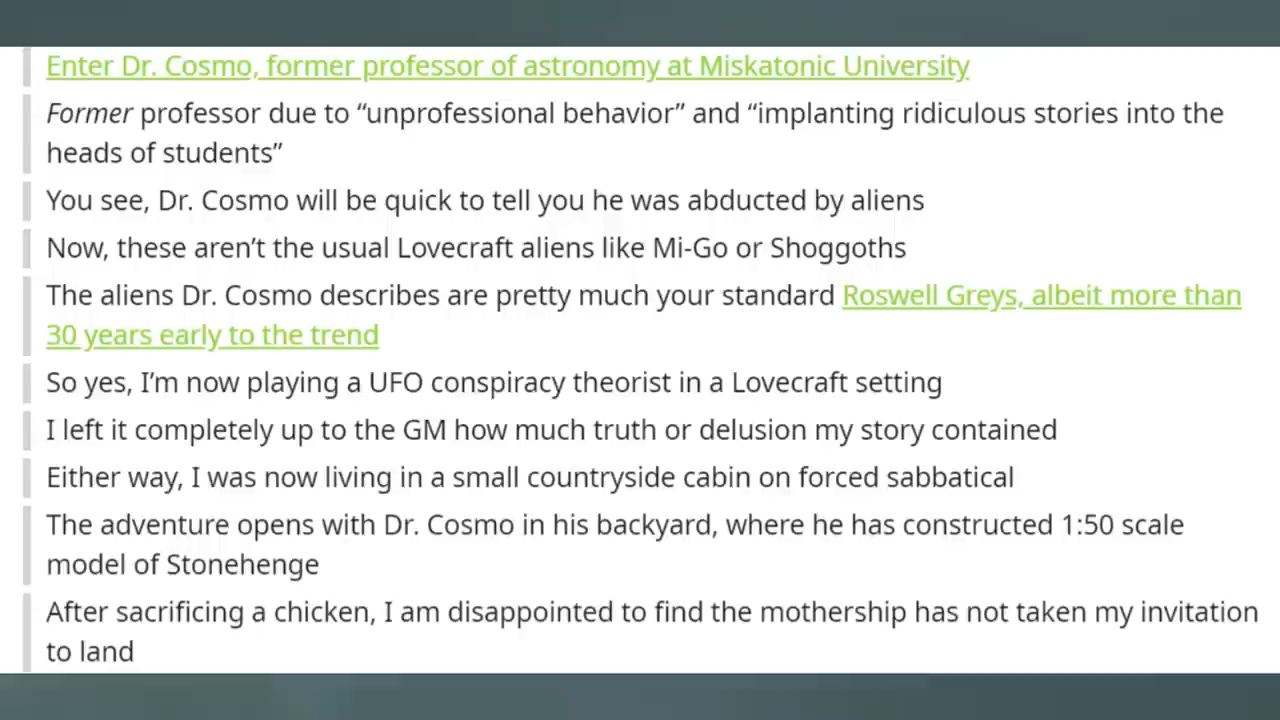 Enter Dr. Cosmo, former professor of astronomy at Miskatonic University
Former professor due to “unprofessional behavior” and “implanting ridiculous stories into the
heads of students”
You see, Dr. Cosmo will be quick to tell you he was abducted by aliens
Now, these aren’t the usual Lovecraft aliens like Mi-Go or Shoggoths
The aliens Dr. Cosmo describes are pretty much your standard Roswell Greys, albeit more than
30 years early to the trend
So yes, I’m now playing a UFO conspiracy theorist in a Lovecraft setting
I left it completely up to the GM how much truth or delusion my story contained
Either way, I was now living in a small countryside cabin on forced sabbatical
The adventure opens with Dr. Cosmo in his backyard, where he has constructed 1:50 scale
model of Stonehenge
After sacrificing a chicken, I am disappointed to find the mothership has not taken my invitation
to land